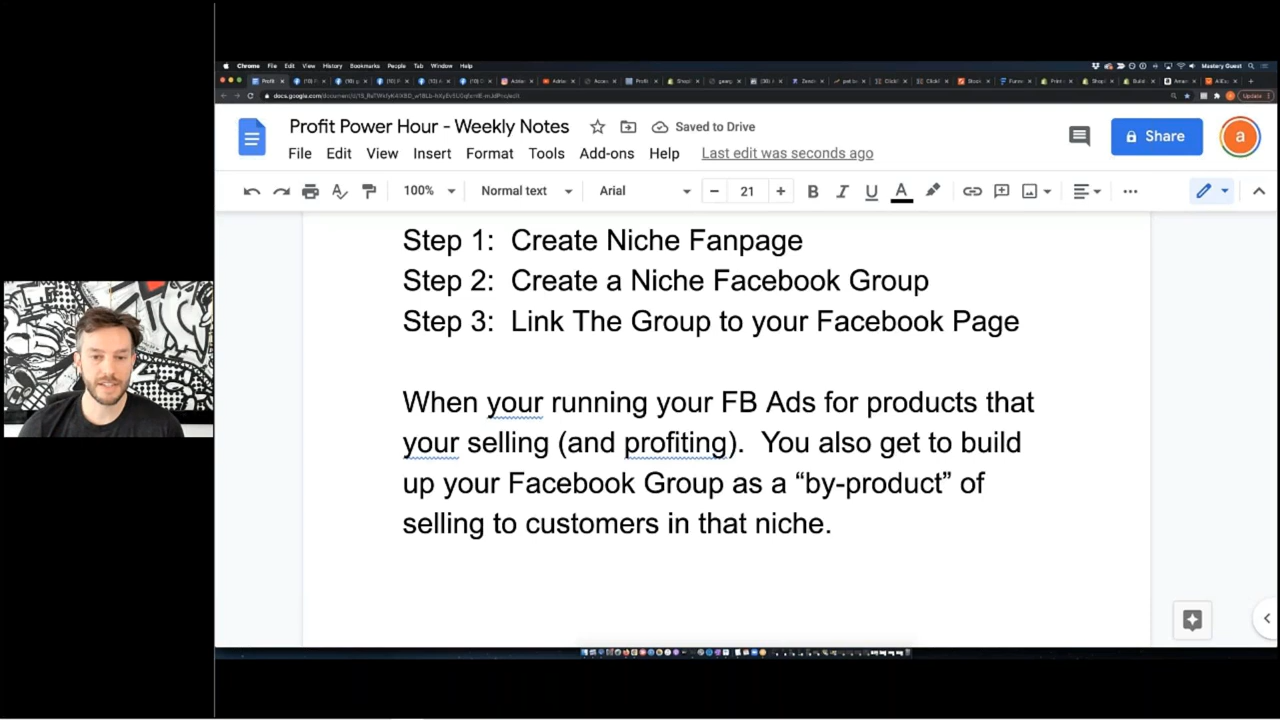 Chrome File Edit View History Bookmarks People Tab Window Help
Mastery Guest
Update
Profit Power Hour - Weekly Notes
Saved to Drive
Share
a
File Edit View Insert Format Tools Add-ons Help Last edit was seconds ago
100% Normal text Arial 21 B I U A
Step 1: Create Niche Fanpage
Step 2: Create a Niche Facebook Group
Step 3: Link The Group to your Facebook Page
When your running your FB Ads for products that
your selling (and profiting). You also get to build
up your Facebook Group as a “by-product” of
selling to customers in that niche.